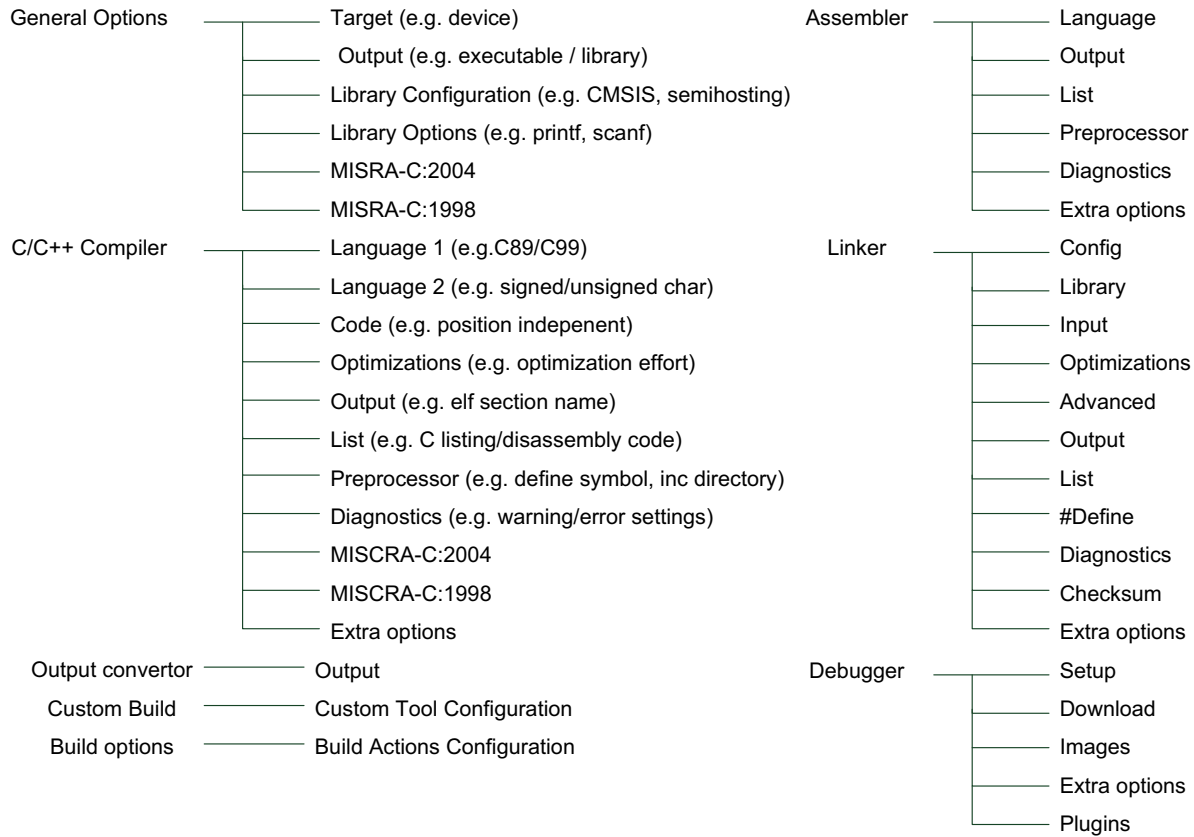 General Options
Target (e.g. device)
Output (e.g. executable / library)
Library Configuration (e.g. CMSIS, semihosting)
Library Options (e.g. printf, scanf)
MISRA-C:2004
MISRA-C:1998
C/C++ Compiler
Language 1 (e.g.C89/C99)
Language 2 (e.g. signed/unsigned char)
Code (e.g. position indepenent)
Optimizations (e.g. optimization effort)
Output (e.g. elf section name)
List (e.g. C listing/disassembly code)
Preprocessor (e.g. define symbol, inc directory)
Diagnostics (e.g. warning/error settings)
MISCRA-C:2004
MISCRA-C:1998
Extra options
Output convertor
Output
Custom Build
Custom Tool Configuration
Build options
Build Actions Configuration
Assembler
Language
Output
List
Preprocessor
Diagnostics
Extra options
Linker
Config
Library
Input
Optimizations
Advanced
Output
List
#Define
Diagnostics
Checksum
Extra options
Debugger
Setup
Download
Images
Extra options
Plugins